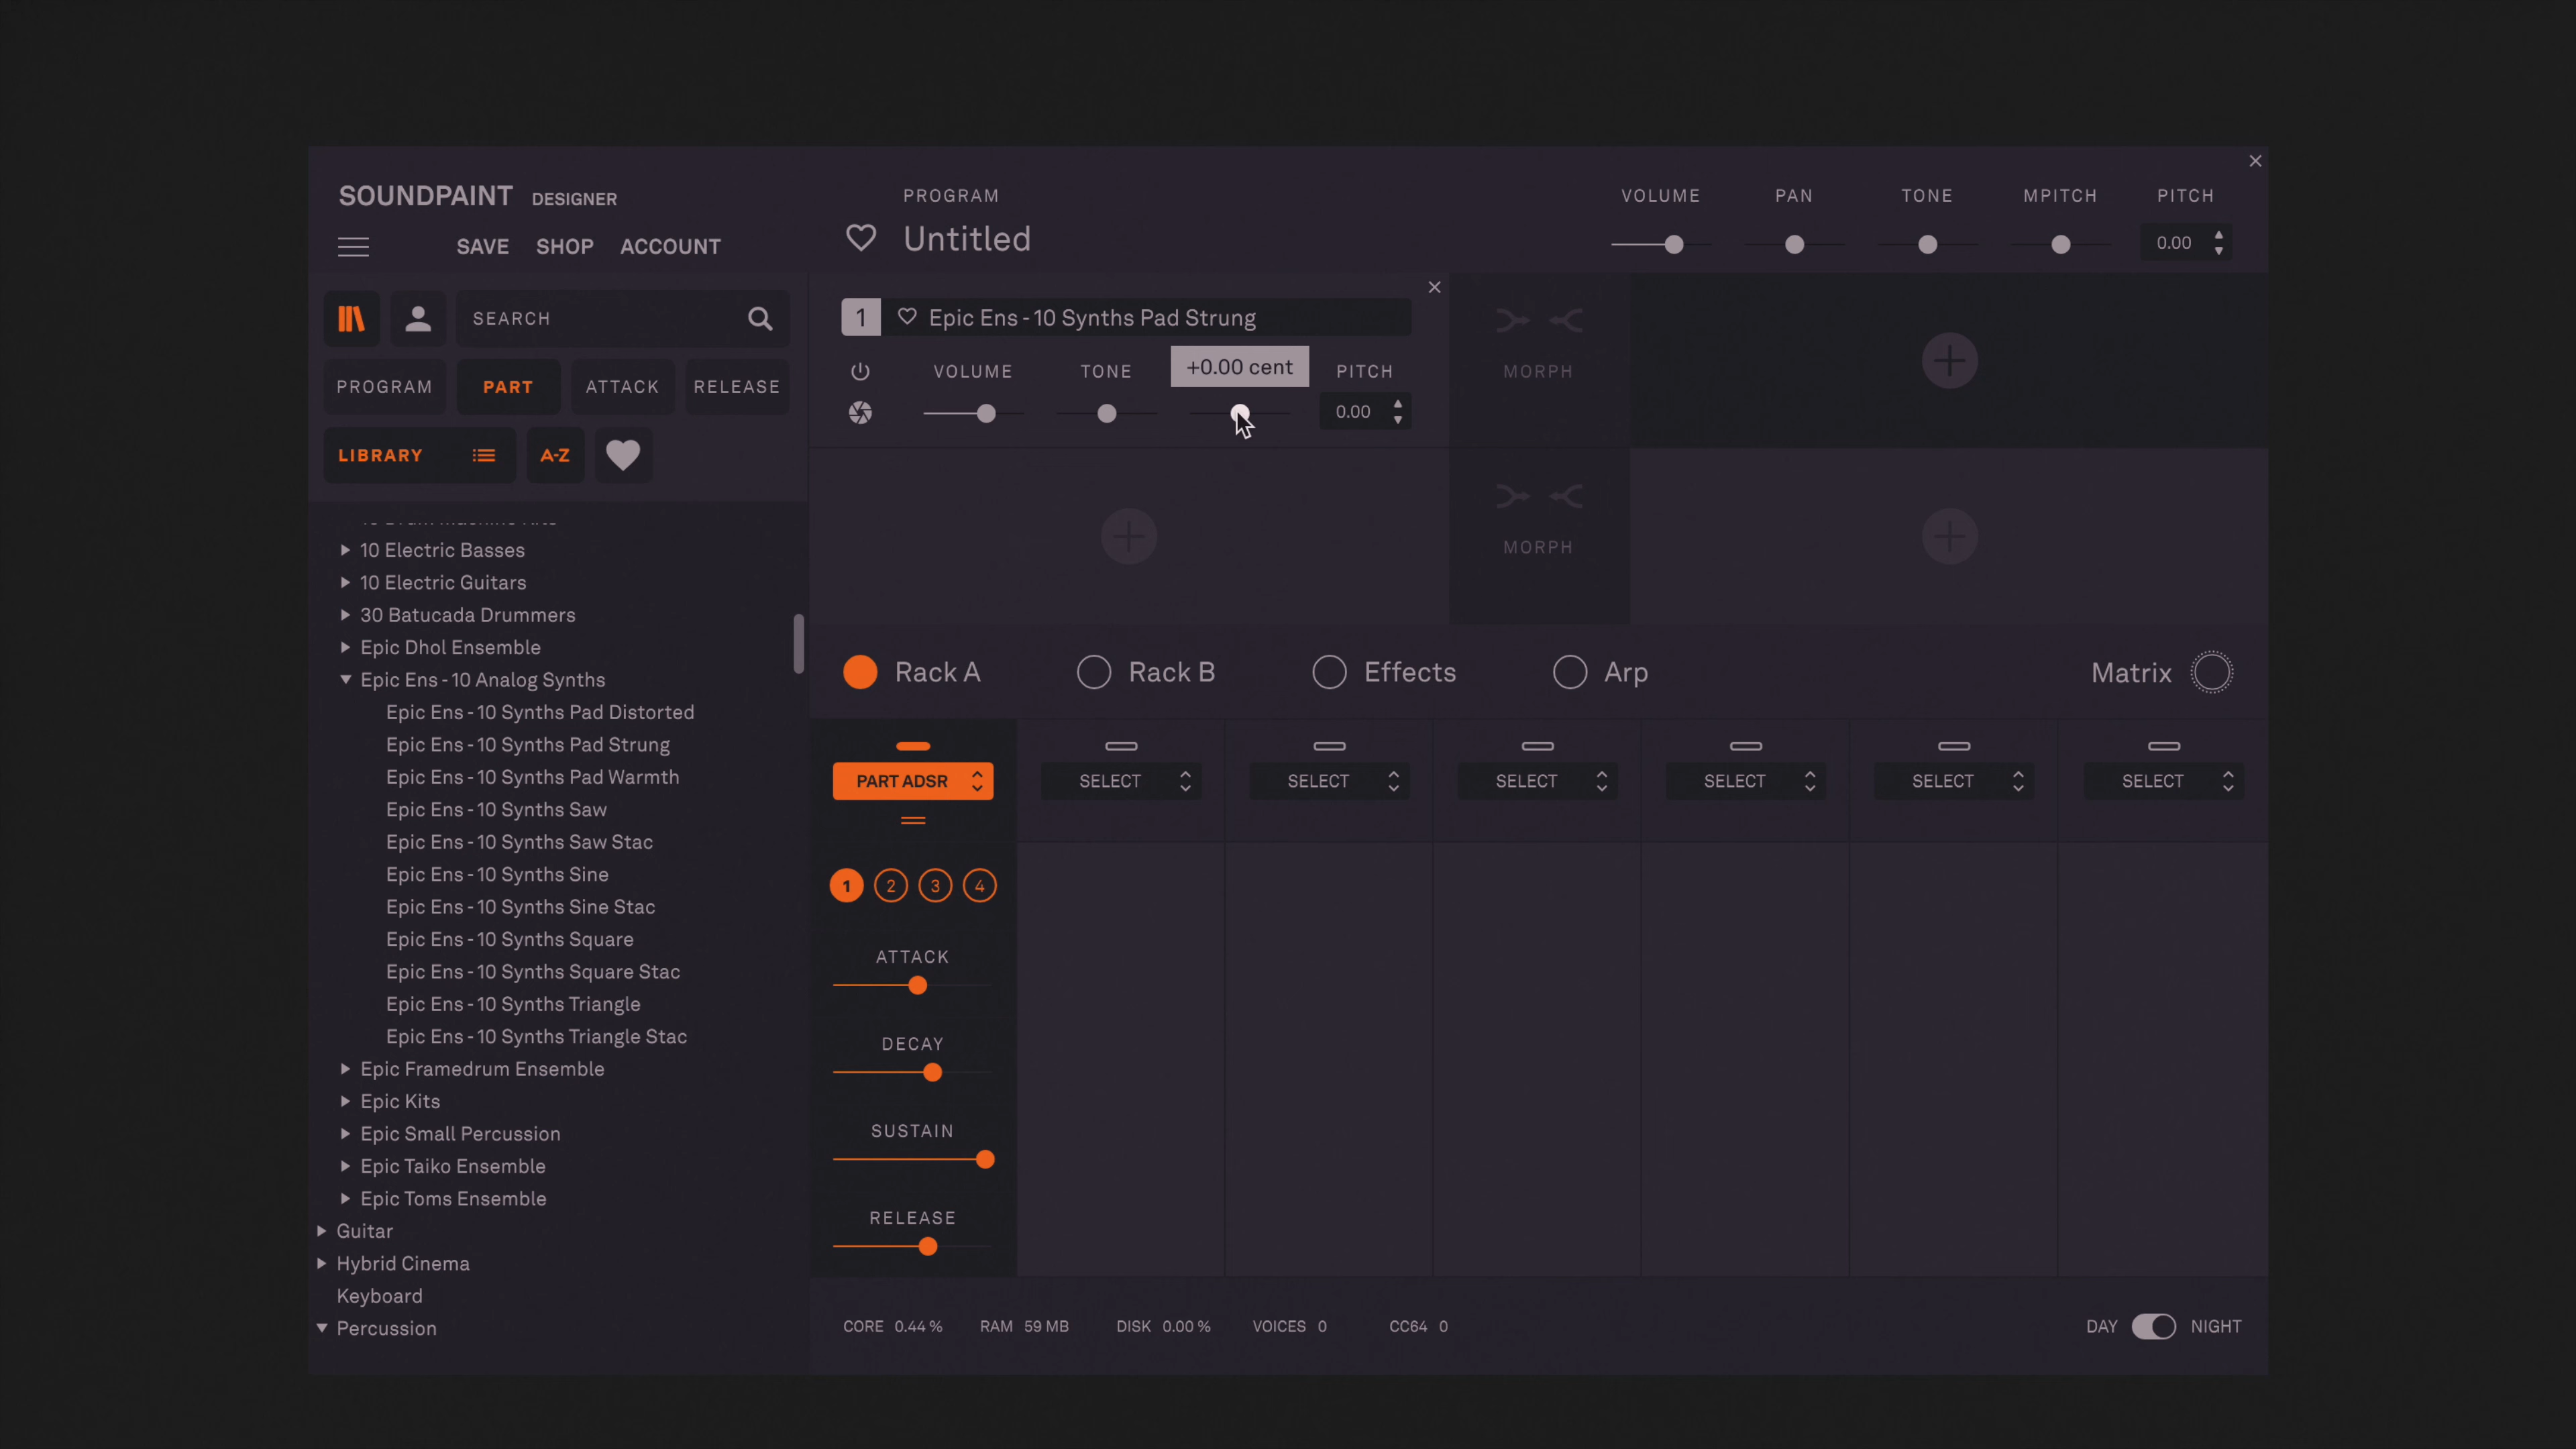 SOUNDPAINT DESIGNER
SAVE SHOP ACCOUNT
PROGRAM
Untitled
VOLUME PAN TONE MPITCH PITCH
0.00
SEARCH
PROGRAM PART ATTACK RELEASE
LIBRARY A-Z
1 Epic Ens - 10 Synths Pad Strung
VOLUME TONE +0.00 cent PITCH
0.00
MORPH
MORPH
10 Electric Basses
10 Electric Guitars
30 Batucada Drummers
Epic Dhol Ensemble
Epic Ens - 10 Analog Synths
Epic Ens - 10 Synths Pad Distorted
Epic Ens - 10 Synths Pad Strung
Epic Ens - 10 Synths Pad Warmth
Epic Ens - 10 Synths Saw
Epic Ens - 10 Synths Saw Stac
Epic Ens - 10 Synths Sine
Epic Ens - 10 Synths Sine Stac
Epic Ens - 10 Synths Square
Epic Ens - 10 Synths Square Stac
Epic Ens - 10 Synths Triangle
Epic Ens - 10 Synths Triangle Stac
Epic Framedrum Ensemble
Epic Kits
Epic Small Percussion
Epic Taiko Ensemble
Epic Toms Ensemble
Guitar
Hybrid Cinema
Keyboard
Percussion
Rack A Rack B Effects Arp Matrix
PART ADSR SELECT SELECT SELECT SELECT SELECT SELECT
1 2 3 4
ATTACK
DECAY
SUSTAIN
RELEASE
CORE 0.44 % RAM 59 MB DISK 0.00 % VOICES 0 CC64 0
DAY NIGHT